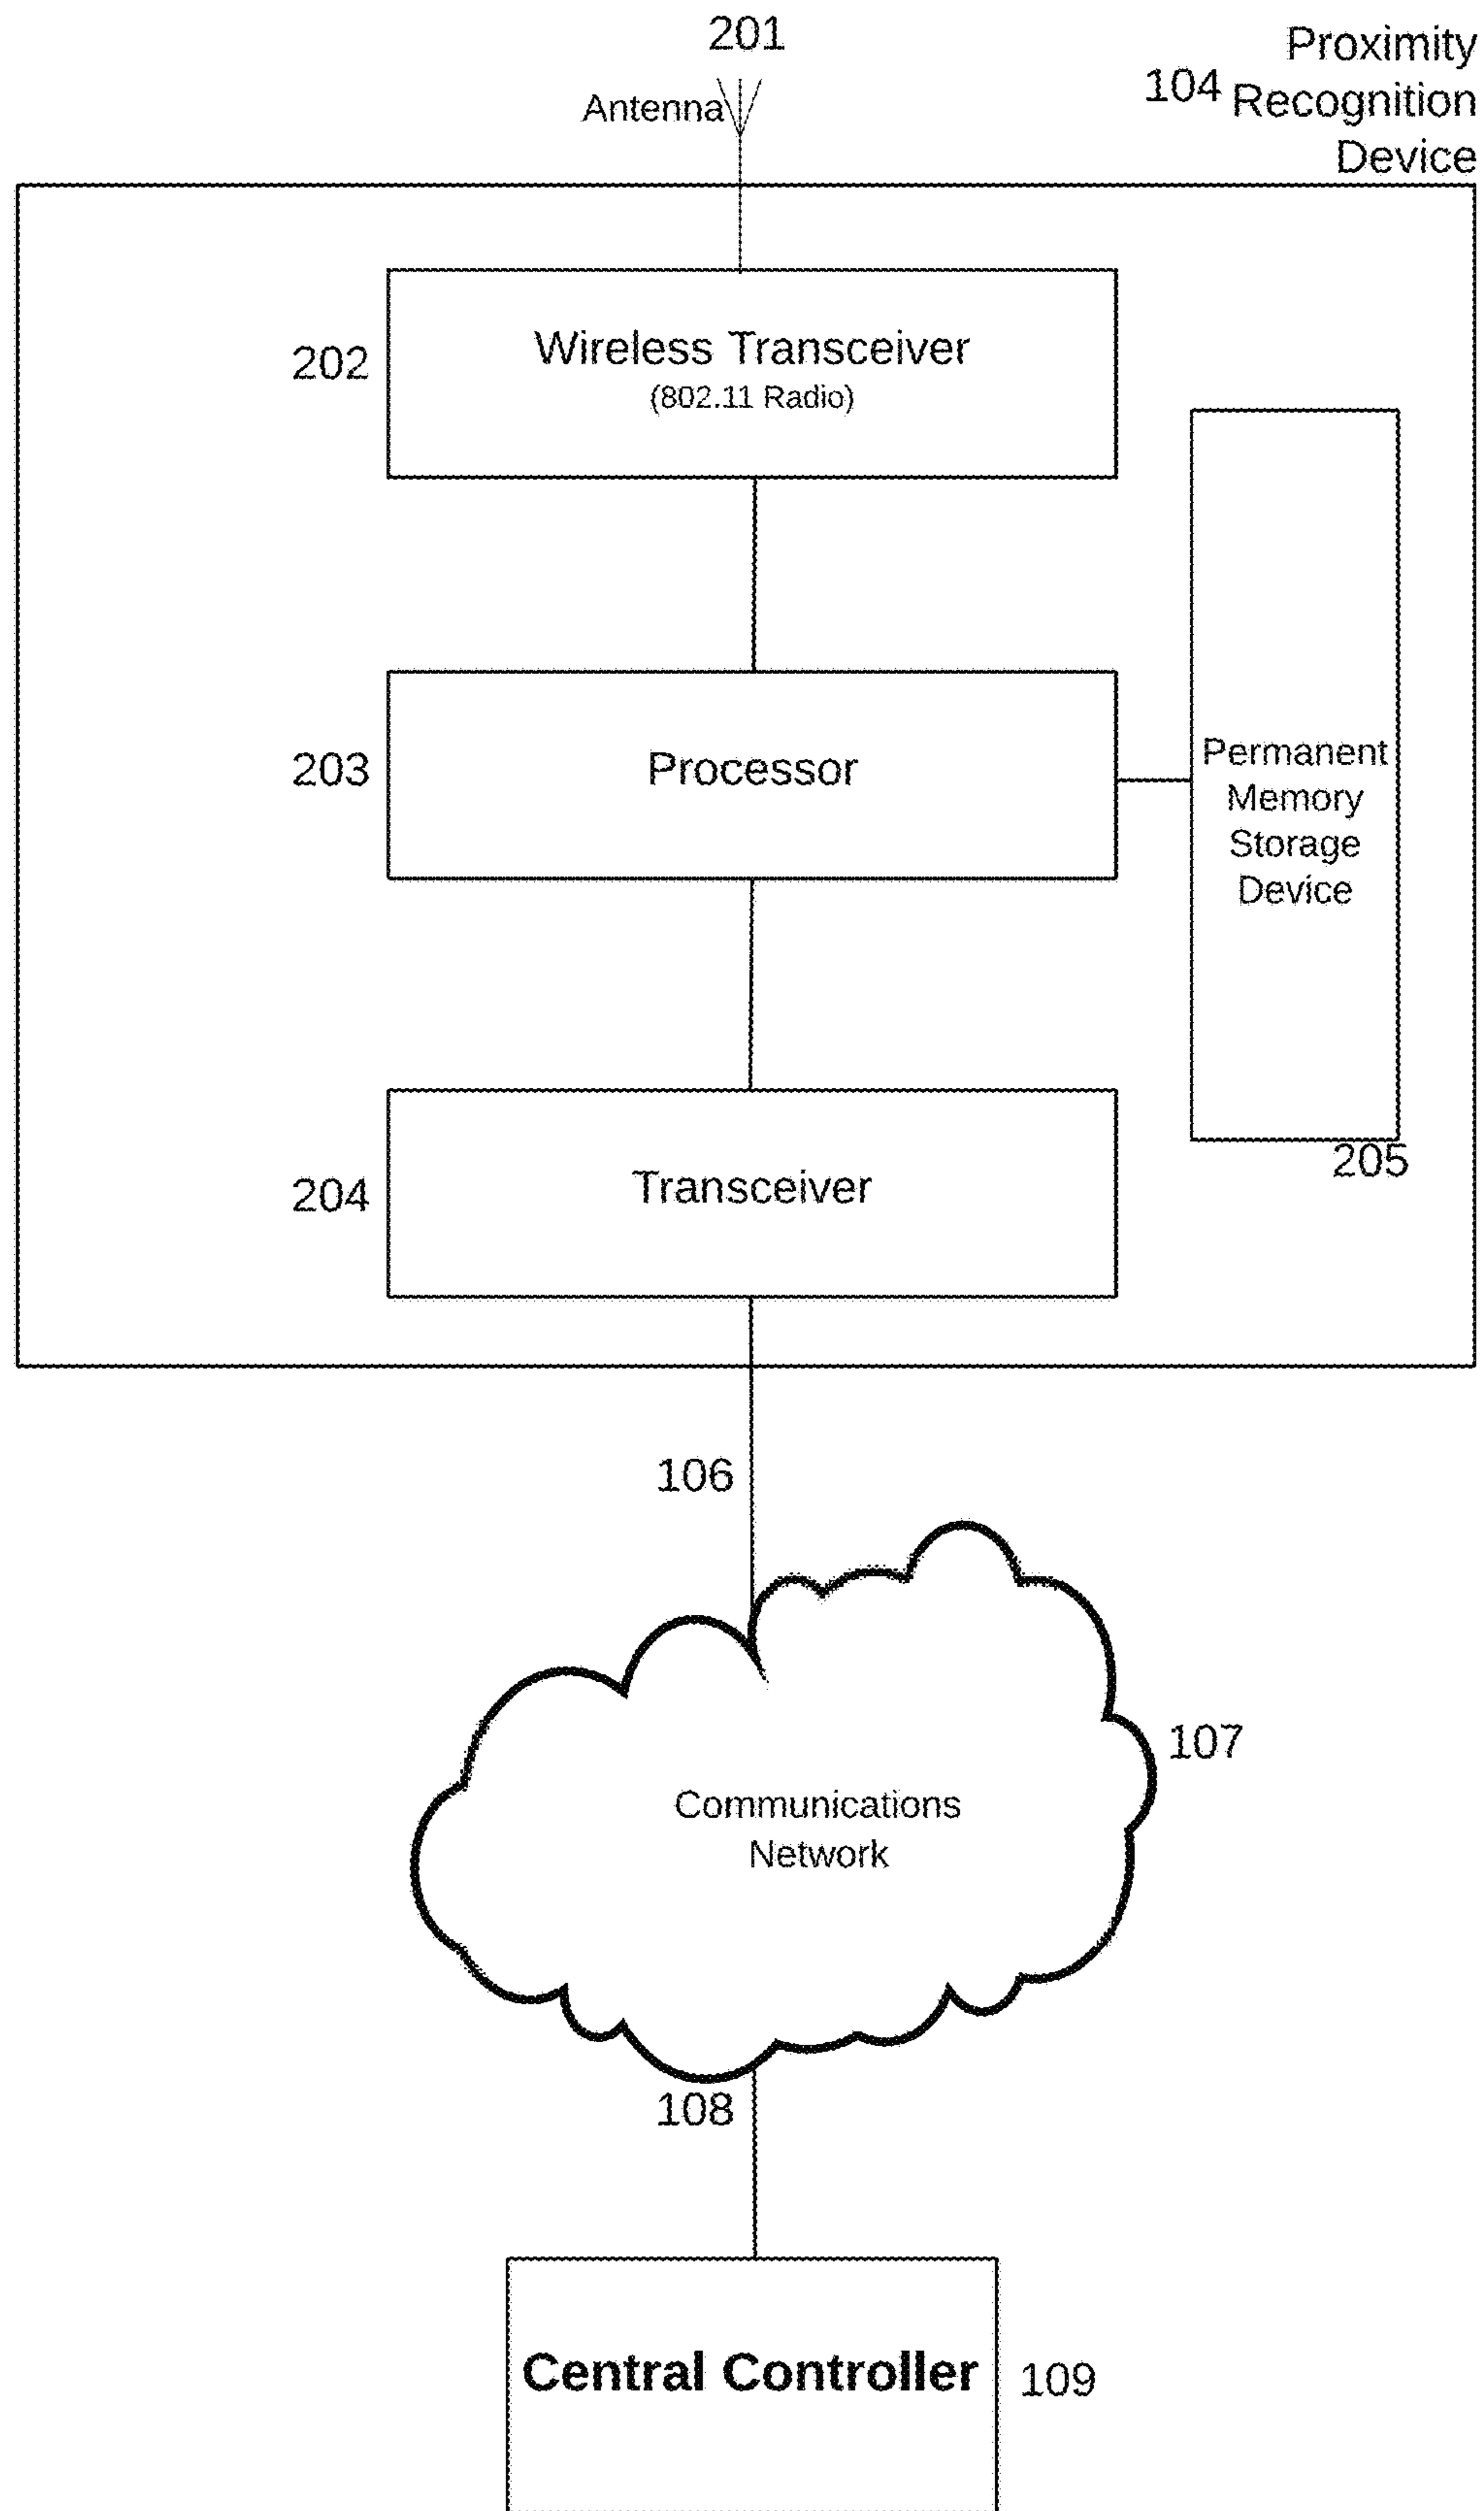 201
Antenna
Proximity
104 Recognition
Device
Wireless Transceiver
(802.11 Radio)
202
Processor
203
Permanent
Memory
Storage
Device
205
Transceiver
204
106
107
Communications
Network
108
Central Controller
109